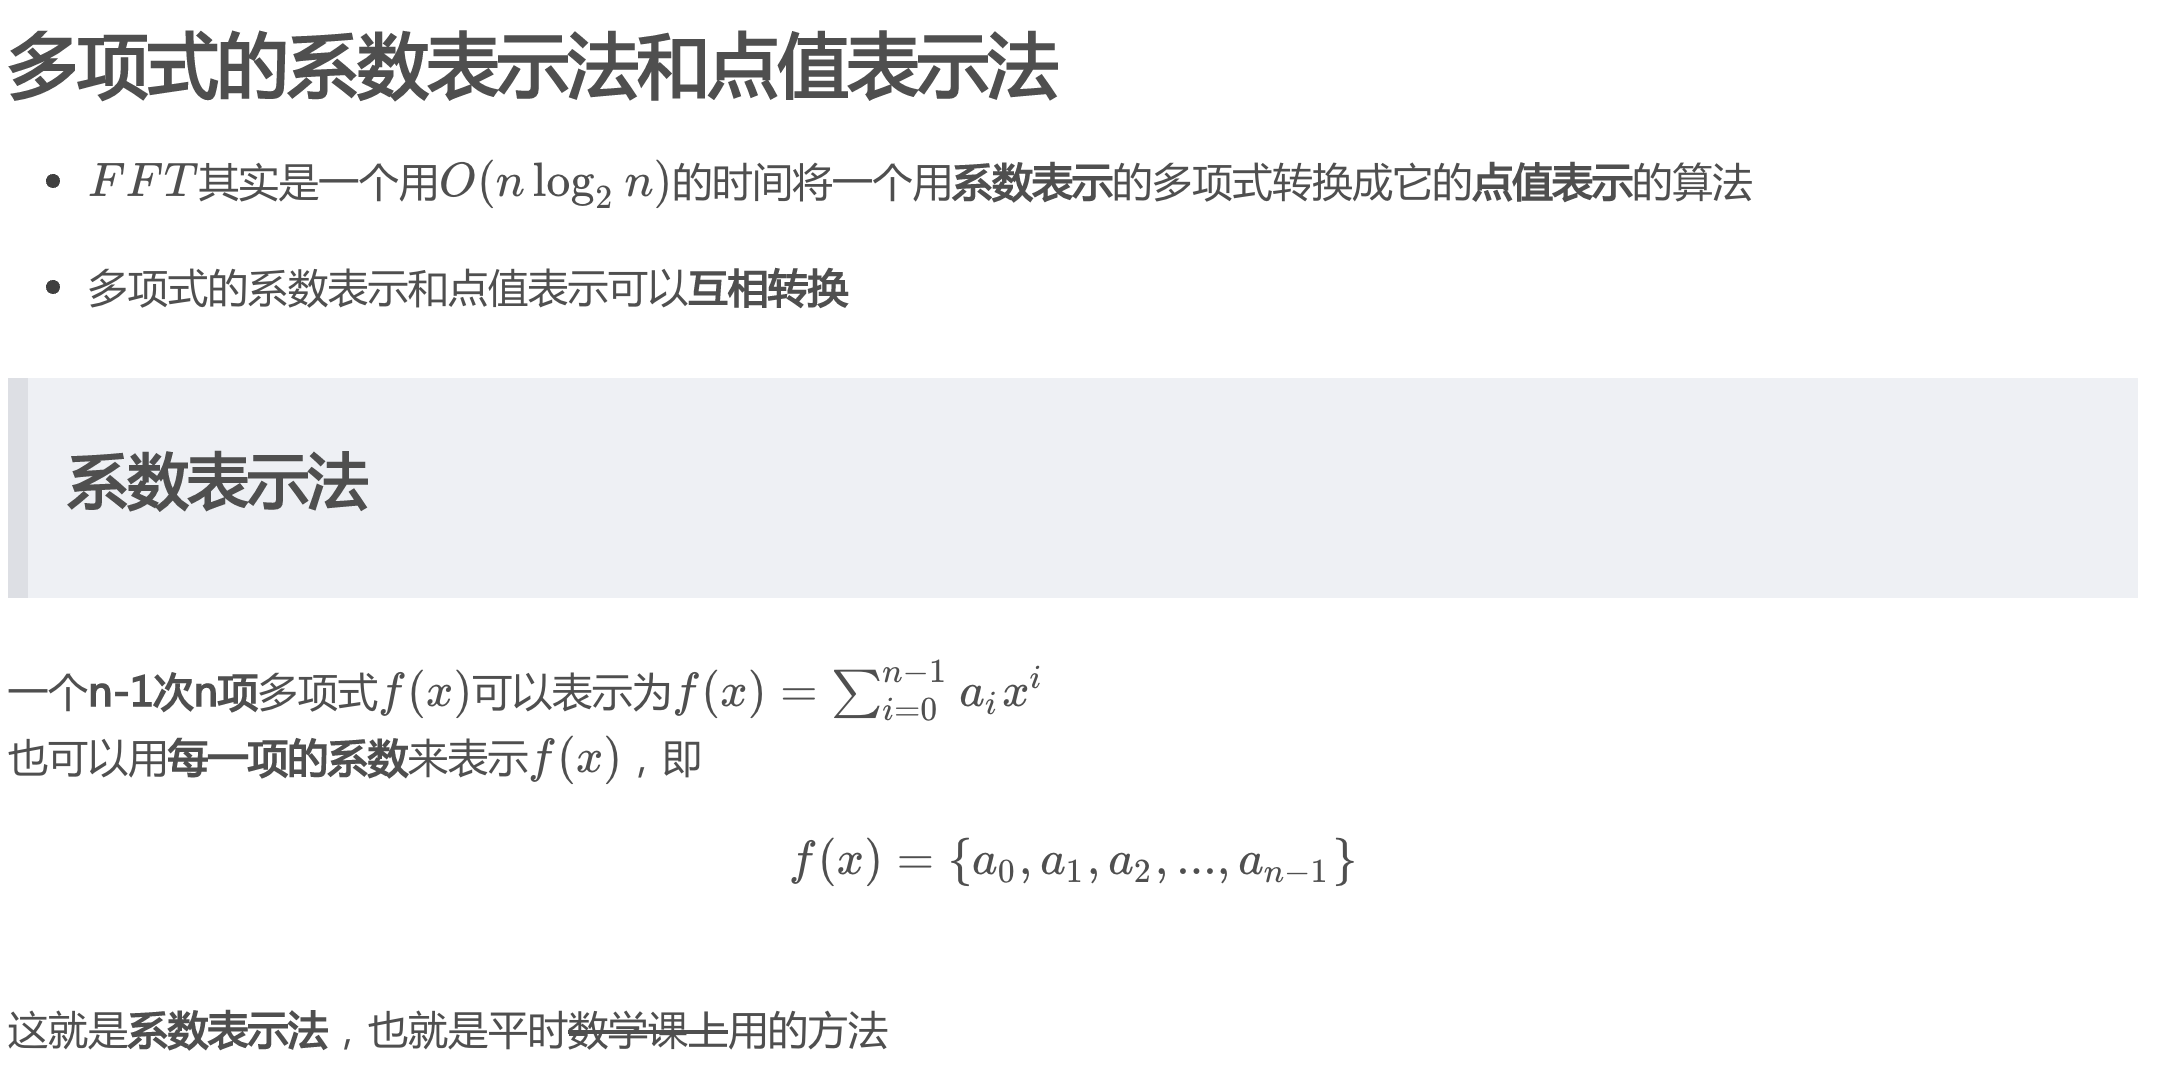 多项式的系数表示法和点值表示法
• FFT其实是一个用O(n log₂ n)的时间将一个用系数表示的多项式转换成它的点值表示的算法
• 多项式的系数表示和点值表示可以互相转换
系数表示法
一个n-1次n项多项式f(x)可以表示为f(x) = ∑_{i=0}^{n-1} a_i x^i
也可以用每一项的系数来表示f(x)，即
f(x) = {a₀, a₁, a₂, ..., a_{n-1}}
这就是系数表示法，也就是平时数学课上用的方法